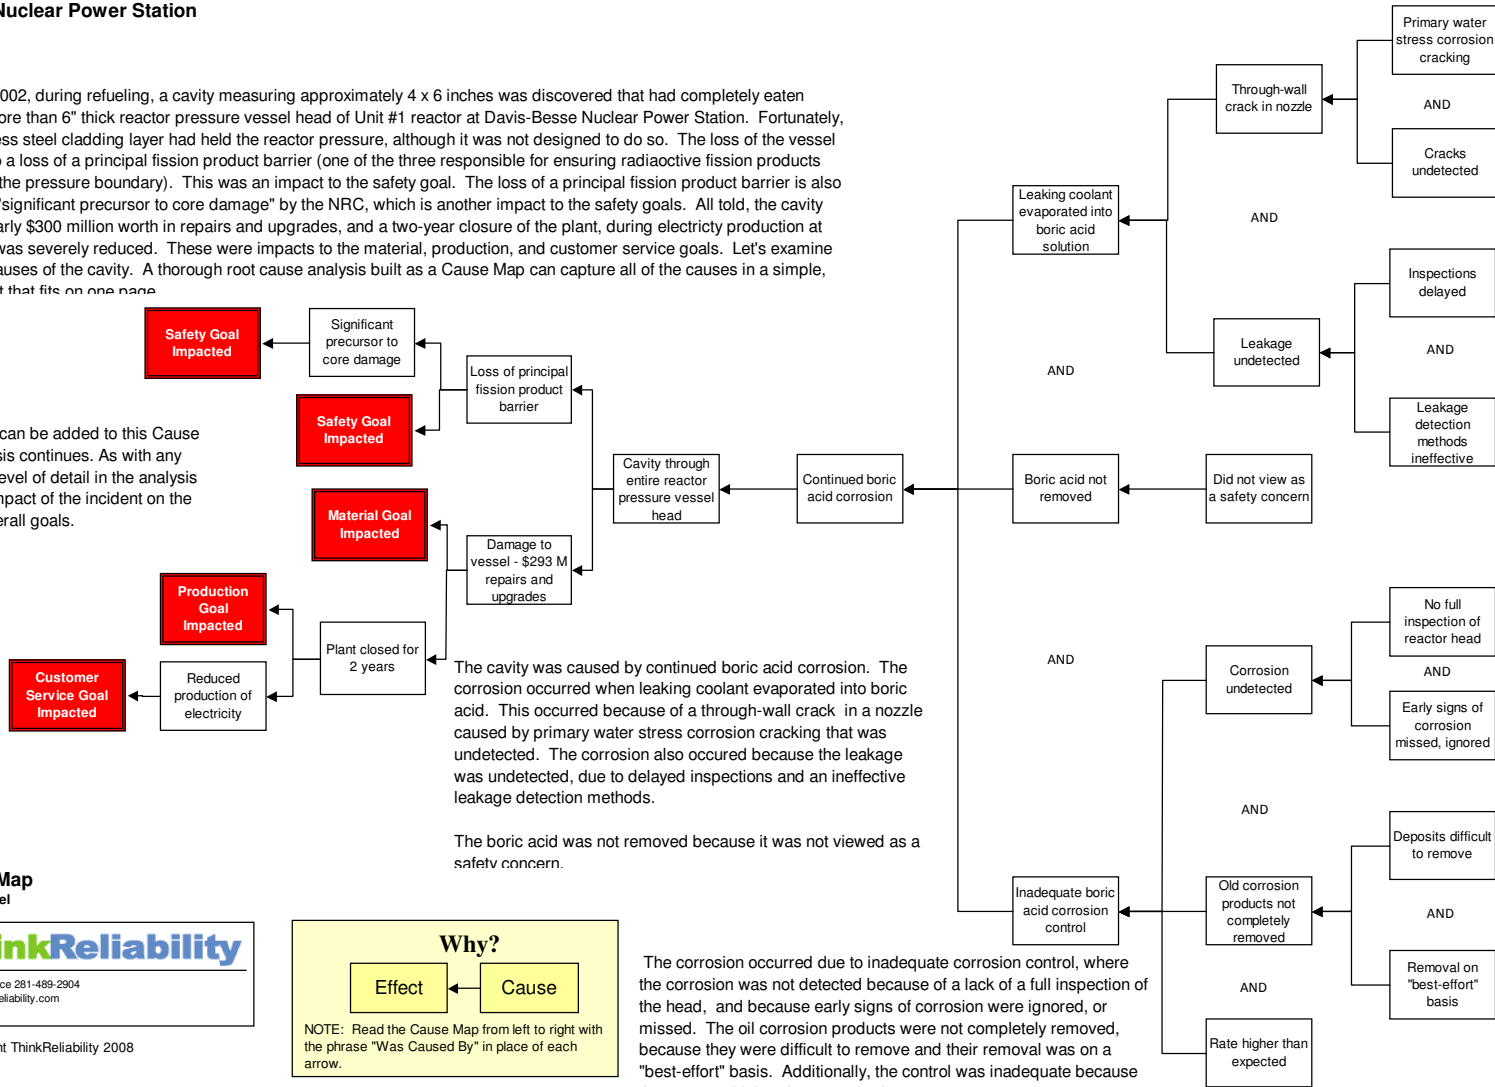 Nuclear Power Station
002, during refueling, a cavity measuring approximately 4 x 6 inches was discovered that had completely eaten
ore than 6" thick reactor pressure vessel head of Unit #1 reactor at Davis-Besse Nuclear Power Station. Fortunately,
ess steel cladding layer had held the reactor pressure, although it was not designed to do so. The loss of the vessel
o a loss of a principal fission product barrier (one of the three responsible for ensuring radiaoctive fission products
the pressure boundary). This was an impact to the safety goal. The loss of a principal fission product barrier is also
"significant precursor to core damage" by the NRC, which is another impact to the safety goals. All told, the cavity
arly $300 million worth in repairs and upgrades, and a two-year closure of the plant, during electricity production at
was severely reduced. These were impacts to the material, production, and customer service goals. Let's examine
auses of the cavity. A thorough root cause analysis built as a Cause Map can capture all of the causes in a simple,
t that fits on one page
Safety Goal
Impacted
Significant
precursor to
core damage
Safety Goal
Impacted
Loss of principal
fission product
barrier
can be added to this Cause
sis continues. As with any
evel of detail in the analysis
mpact of the incident on the
erall goals.
Material Goal
Impacted
Damage to
vessel - $293 M
repairs and
upgrades
Production
Goal
Impacted
Plant closed for
2 years
Customer
Service Goal
Impacted
Reduced
production of
electricity
Cavity through
entire reactor
pressure vessel
head
Continued boric
acid corrosion
Leaking coolant
evaporated into
boric acid
solution
AND
Boric acid not
removed
AND
Inadequate boric
acid corrosion
control
Through-wall
crack in nozzle
AND
Leakage
undetected
Did not view as
a safety concern
Corrosion
undetected
AND
Old corrosion
products not
completely
removed
AND
Rate higher than
expected
Primary water
stress corrosion
cracking
AND
Cracks
undetected
Inspections
delayed
AND
Leakage
detection
methods
ineffective
No full
inspection of
reactor head
AND
Early signs of
corrosion
missed, ignored
Deposits difficult
to remove
AND
Removal on
"best-effort"
basis
The cavity was caused by continued boric acid corrosion. The
corrosion occurred when leaking coolant evaporated into boric
acid. This occurred because of a through-wall crack in a nozzle
caused by primary water stress corrosion cracking that was
undetected. The corrosion also occured because the leakage
was undetected, due to delayed inspections and an ineffective
leakage detection methods.
The boric acid was not removed because it was not viewed as a
safety concern.
Map
el
inkReliability
ce 281-489-2904
eliability.com
nt ThinkReliability 2008
Why?
Effect
Cause
NOTE: Read the Cause Map from left to right with
the phrase "Was Caused By" in place of each
arrow.
The corrosion occurred due to inadequate corrosion control, where
the corrosion was not detected because of a lack of a full inspection of
the head, and because early signs of corrosion were ignored, or
missed. The oil corrosion products were not completely removed,
because they were difficult to remove and their removal was on a
"best-effort" basis. Additionally, the control was inadequate because